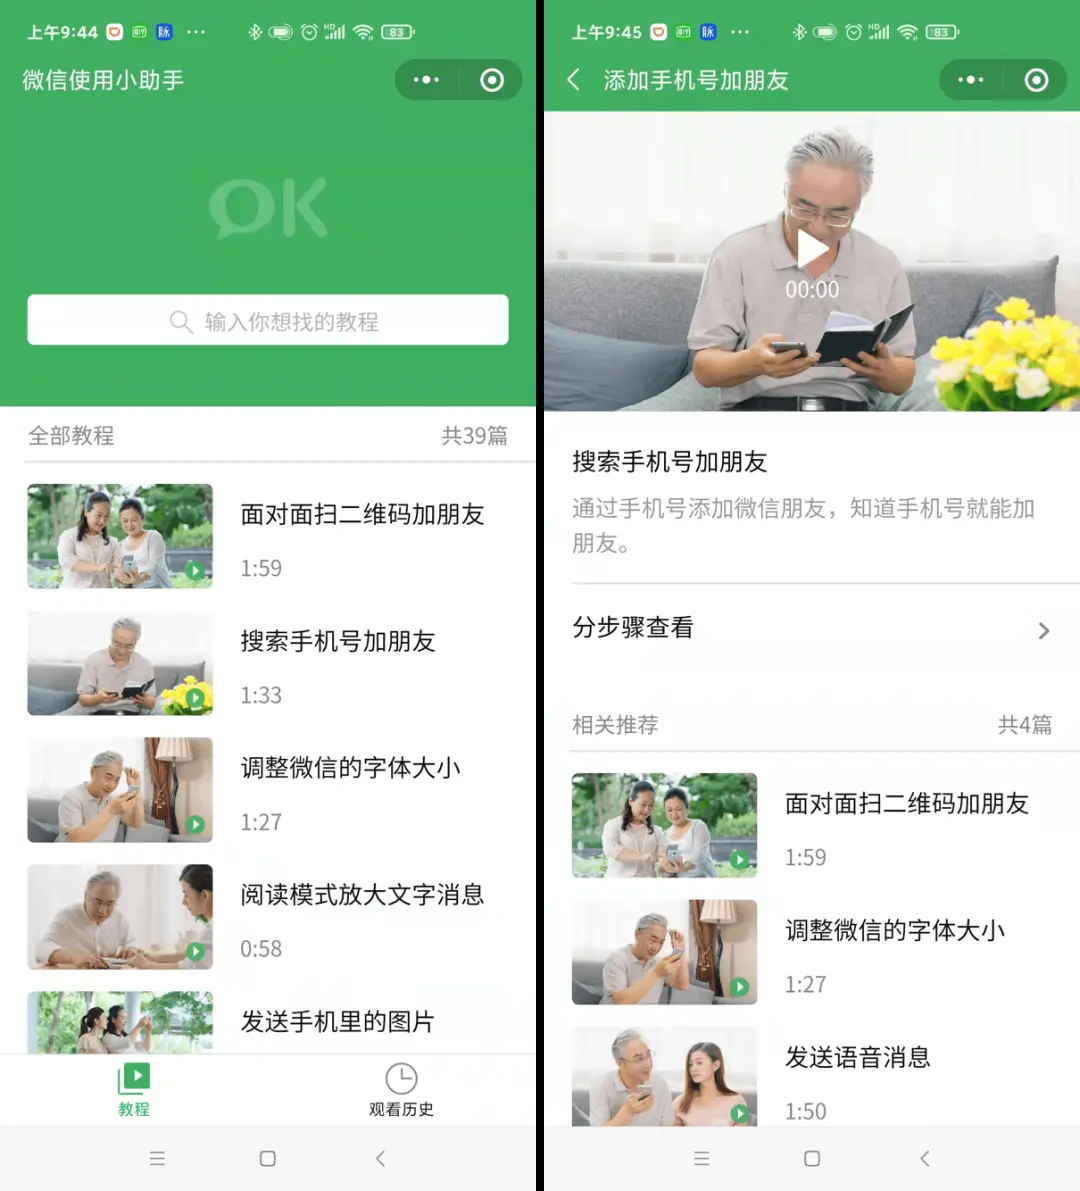 上午9:44
83
微信使用小助手
OK
输入你想找的教程
全部教程
共39篇
面对面扫二维码加朋友
1:59
搜索手机号加朋友
1:33
调整微信的字体大小
1:27
阅读模式放大文字消息
0:58
发送手机里的图片
教程
观看历史
上午9:45
83
添加手机号加朋友
00:00
搜索手机号加朋友
通过手机号添加微信朋友，知道手机号就能加
朋友。
分步骤查看
相关推荐
共4篇
面对面扫二维码加朋友
1:59
调整微信的字体大小
1:27
发送语音消息
1:50